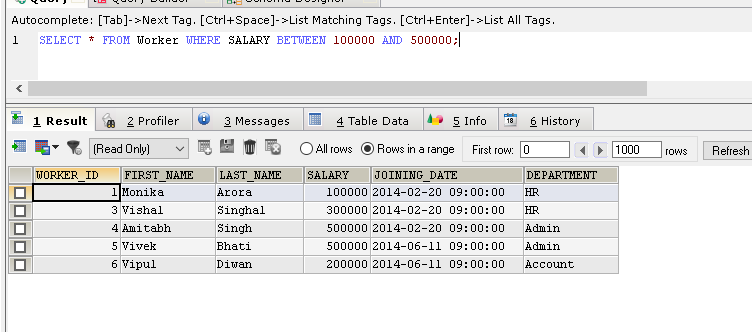 Autocomplete: [Tab]->Next Tag. [Ctrl+Space]->List Matching Tags. [Ctrl+Enter]->List All Tags.
1 SELECT * FROM Worker WHERE SALARY BETWEEN 100000 AND 500000;
1 Result 2 Profiler 3 Messages 4 Table Data 5 Info 6 History
(Read Only) All rows Rows in a range First row: 0 1000 rows Refresh
WORKER_ID FIRST_NAME LAST_NAME SALARY JOINING_DATE DEPARTMENT
1 Monika Arora 100000 2014-02-20 09:00:00 HR
3 Vishal Singhal 300000 2014-02-20 09:00:00 HR
4 Amitabh Singh 500000 2014-02-20 09:00:00 Admin
5 Vivek Bhati 500000 2014-06-11 09:00:00 Admin
6 Vipul Diwan 200000 2014-06-11 09:00:00 Account